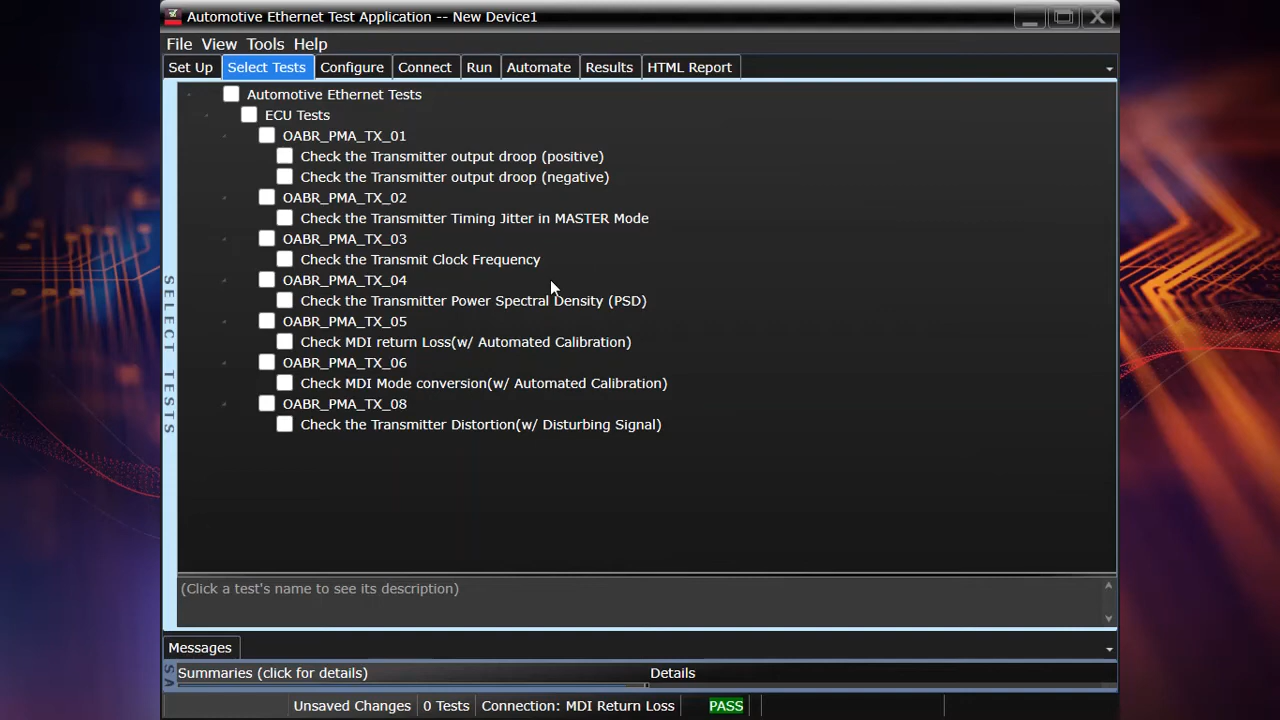 Automotive Ethernet Test Application -- New Device1
File View Tools Help
Set Up Select Tests Configure Connect Run Automate Results HTML Report
Automotive Ethernet Tests
ECU Tests
OABR_PMA_TX_01
Check the Transmitter output droop (positive)
Check the Transmitter output droop (negative)
OABR_PMA_TX_02
Check the Transmitter Timing Jitter in MASTER Mode
OABR_PMA_TX_03
Check the Transmit Clock Frequency
OABR_PMA_TX_04
Check the Transmitter Power Spectral Density (PSD)
OABR_PMA_TX_05
Check MDI return Loss(w/ Automated Calibration)
OABR_PMA_TX_06
Check MDI Mode conversion(w/ Automated Calibration)
OABR_PMA_TX_08
Check the Transmitter Distortion(w/ Disturbing Signal)
SELECT TESTS
(Click a test's name to see its description)
Messages
Summaries (click for details) Details
Unsaved Changes 0 Tests Connection: MDI Return Loss PASS